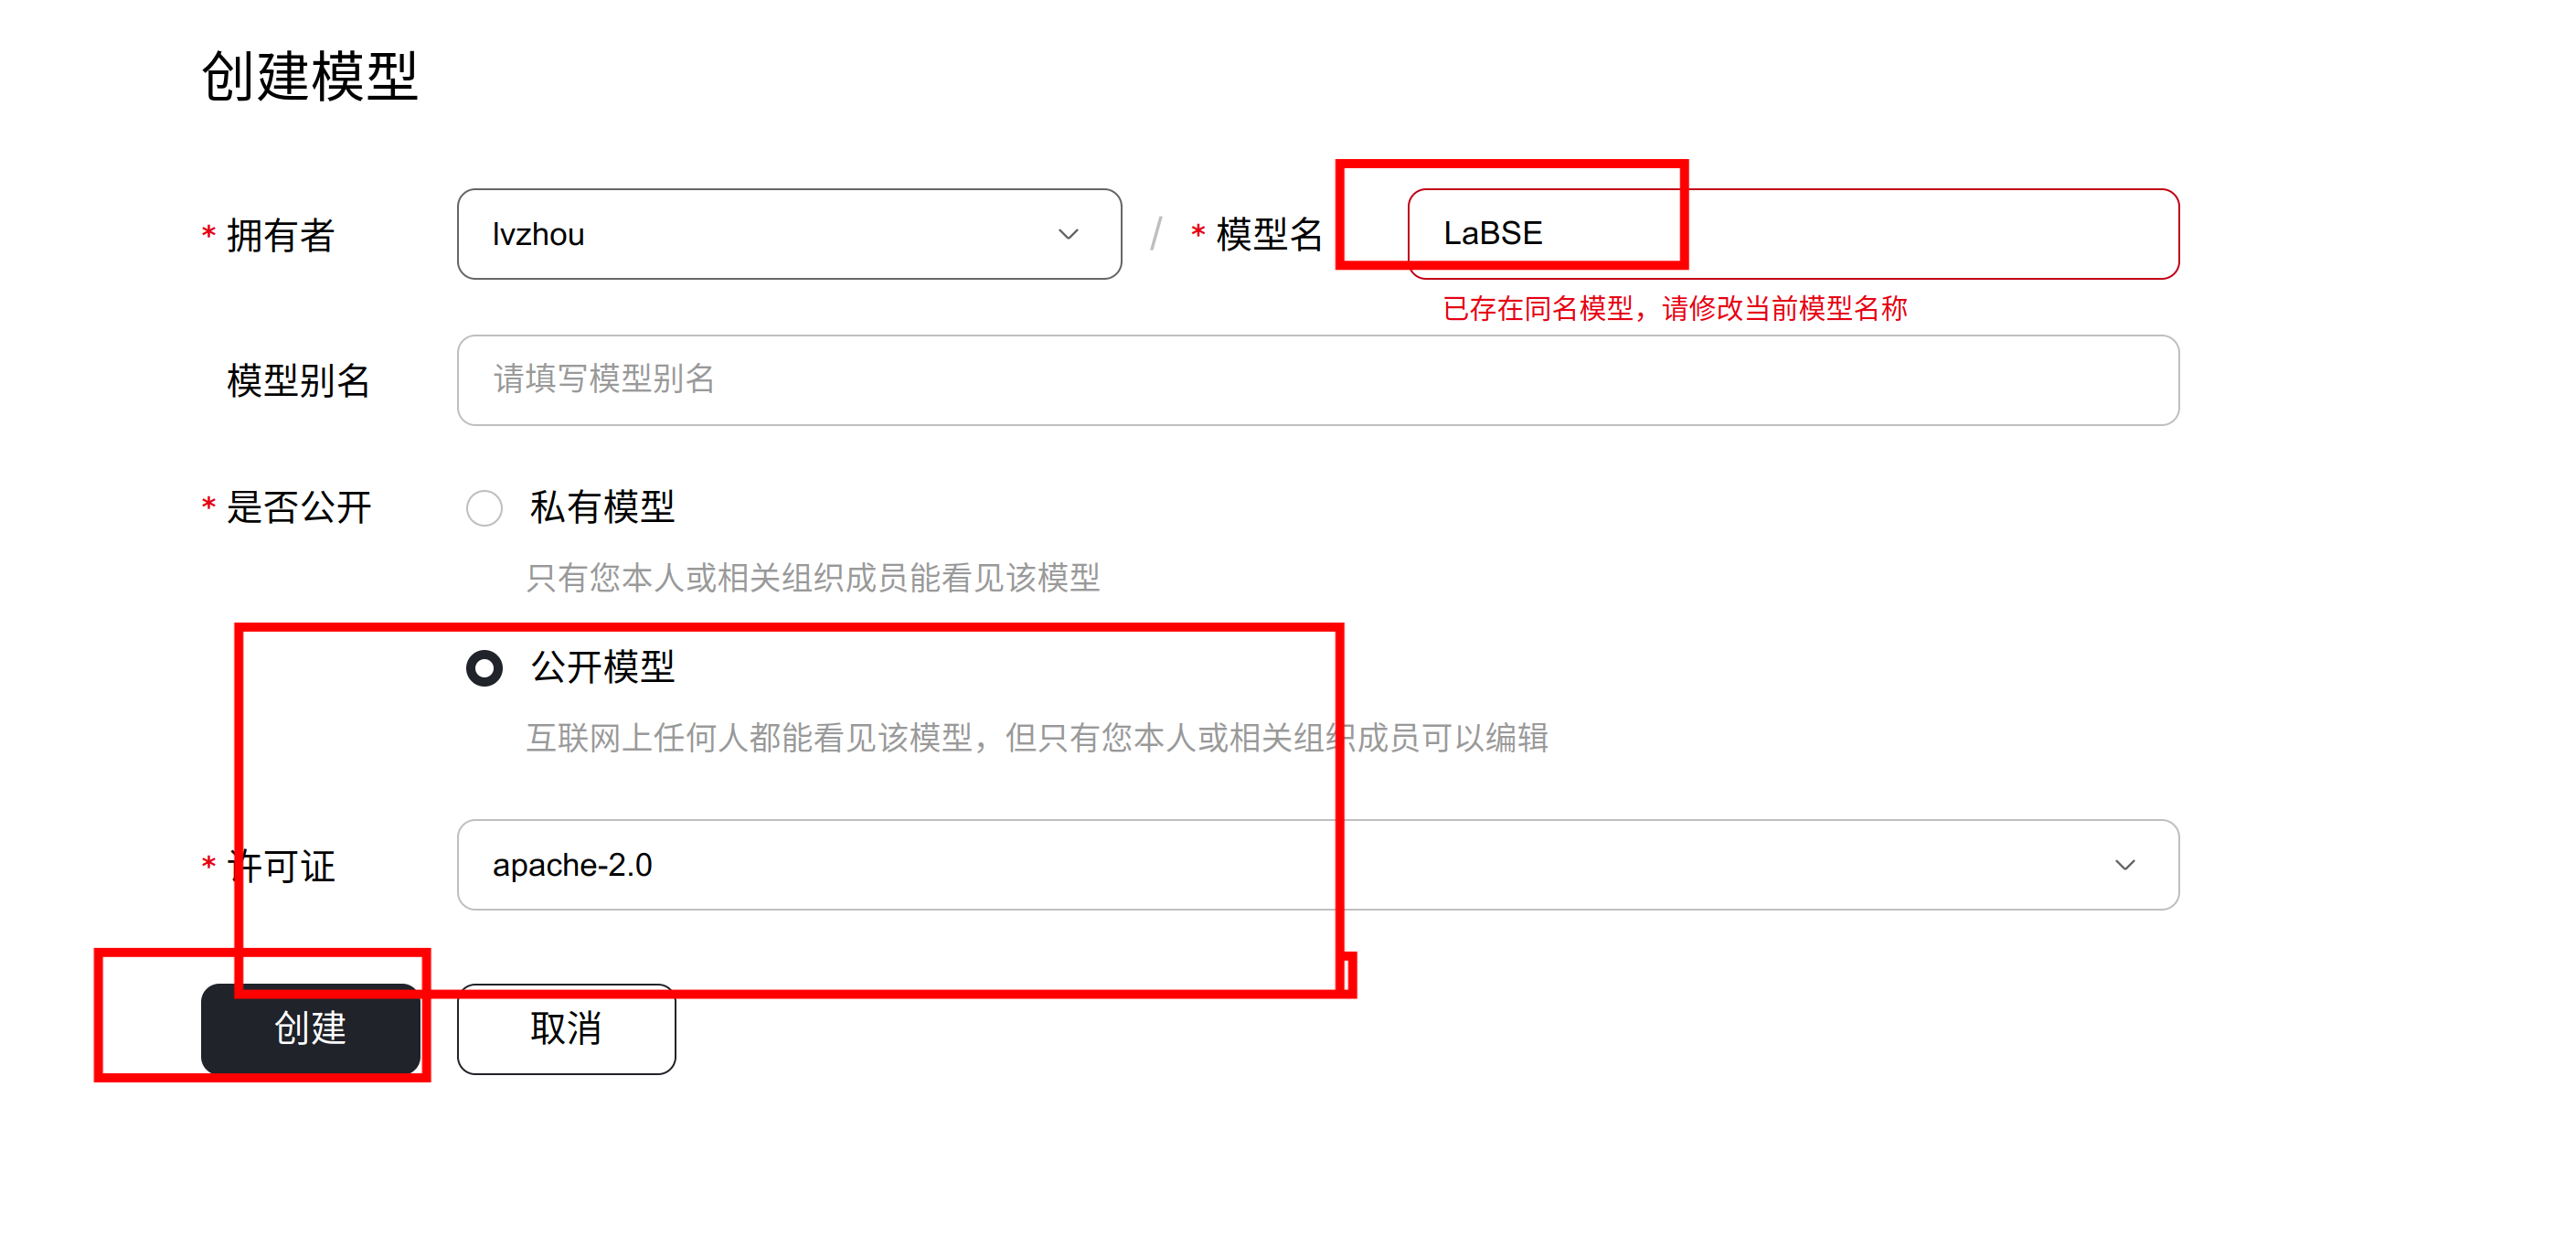 创建模型
* 拥有者 lvzhou / * 模型名 LaBSE
已存在同名模型，请修改当前模型名称
模型别名 请填写模型别名
* 是否公开 私有模型
只有您本人或相关组织成员能看见该模型
公开模型
互联网上任何人都能看见该模型，但只有您本人或相关组织成员可以编辑
* 许可证 apache-2.0
创建 取消